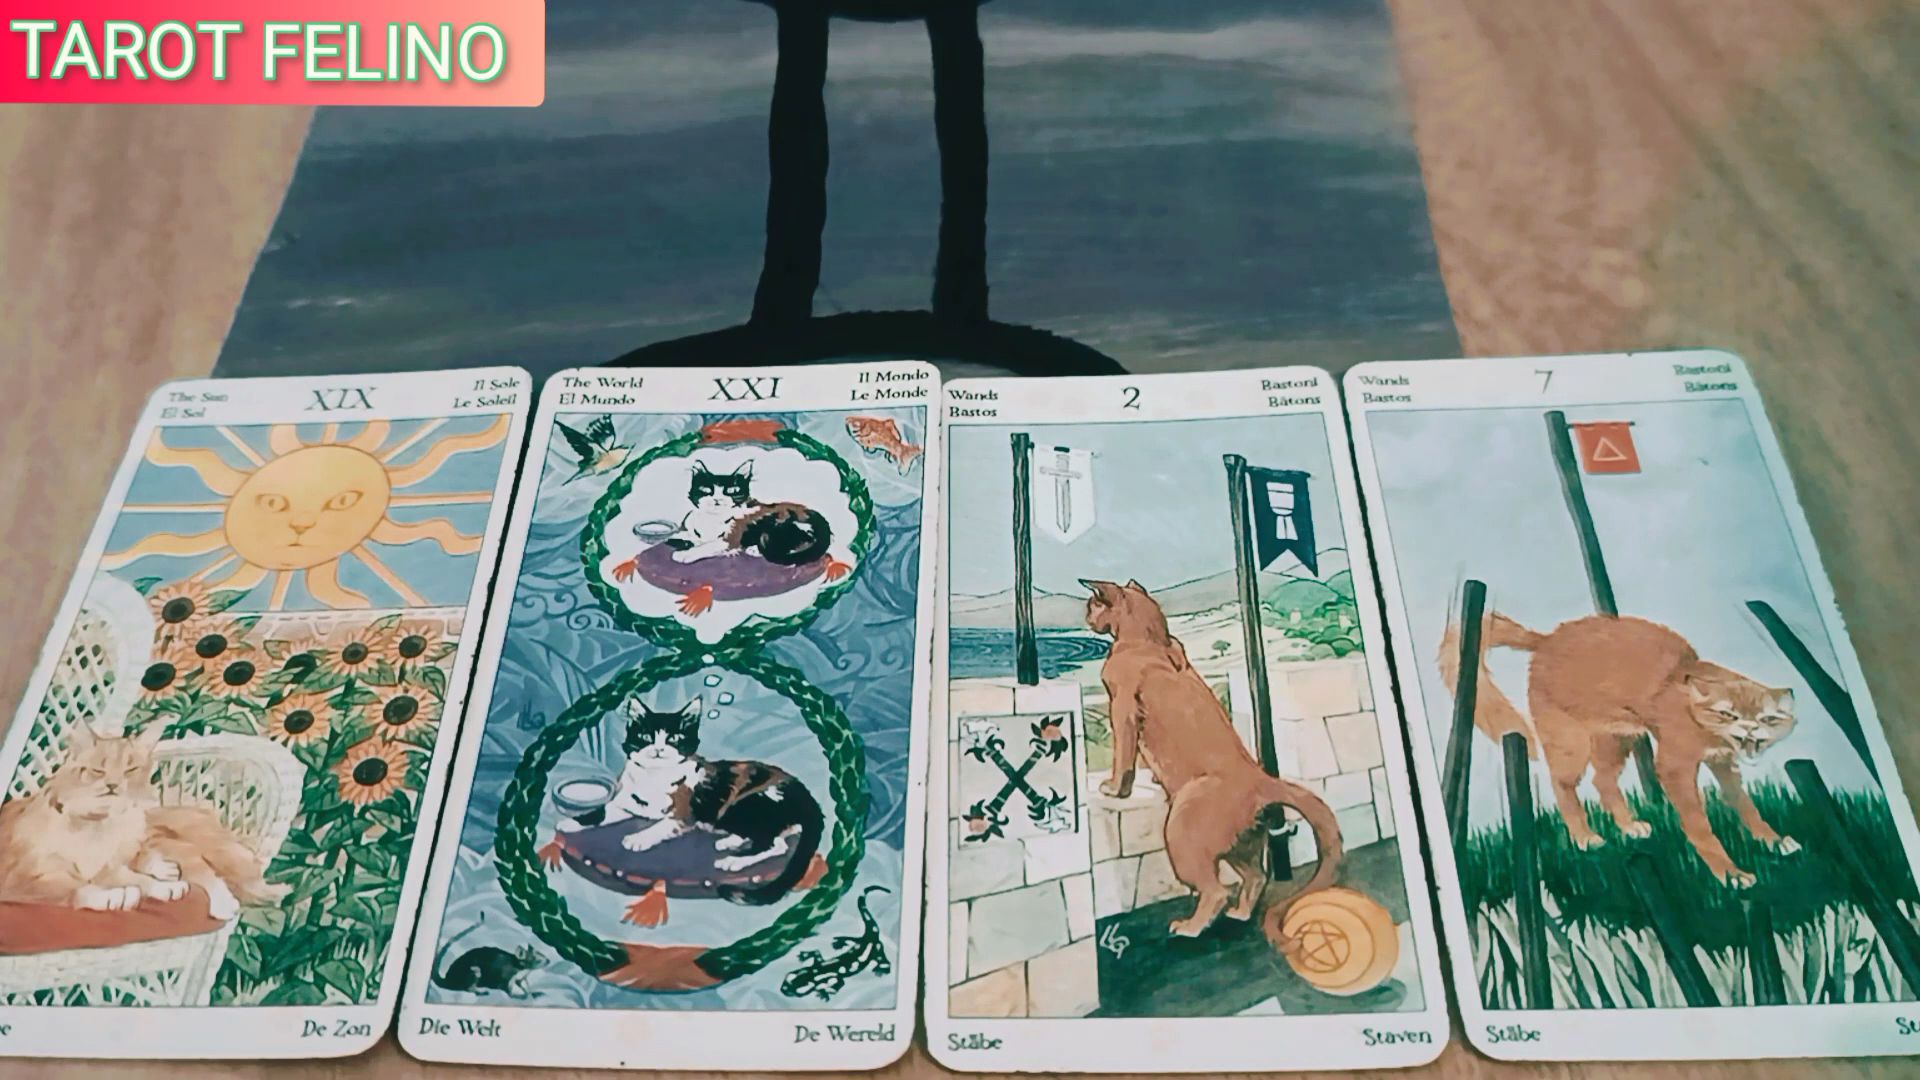 TAROT FELINO
The Sun
El Sol
XIX
Il Sole
Le Soleil
De Zon
The World
El Mundo
XXI
Il Mondo
Le Monde
Die Welt
De Wereld
Wands
Bastos
2
Bastoni
Bâtons
Stäbe
Staven
Wands
Bastos
7
Bastoni
Bâtons
Stäbe